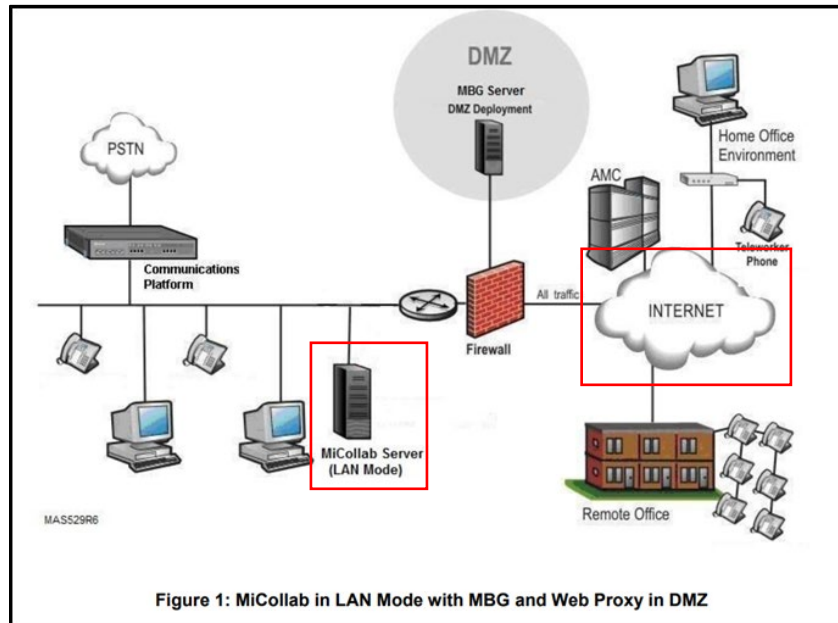 DMZ
MBG Server
DMZ Deployment
PSTN
Home Office
Environment
AMC
Teleworker
Phone
Communications
Platform
All traffic
INTERNET
Firewall
MiCollab Server
(LAN Mode)
Remote Office
MAS529R6
Figure 1: MiCollab in LAN Mode with MBG and Web Proxy in DMZ